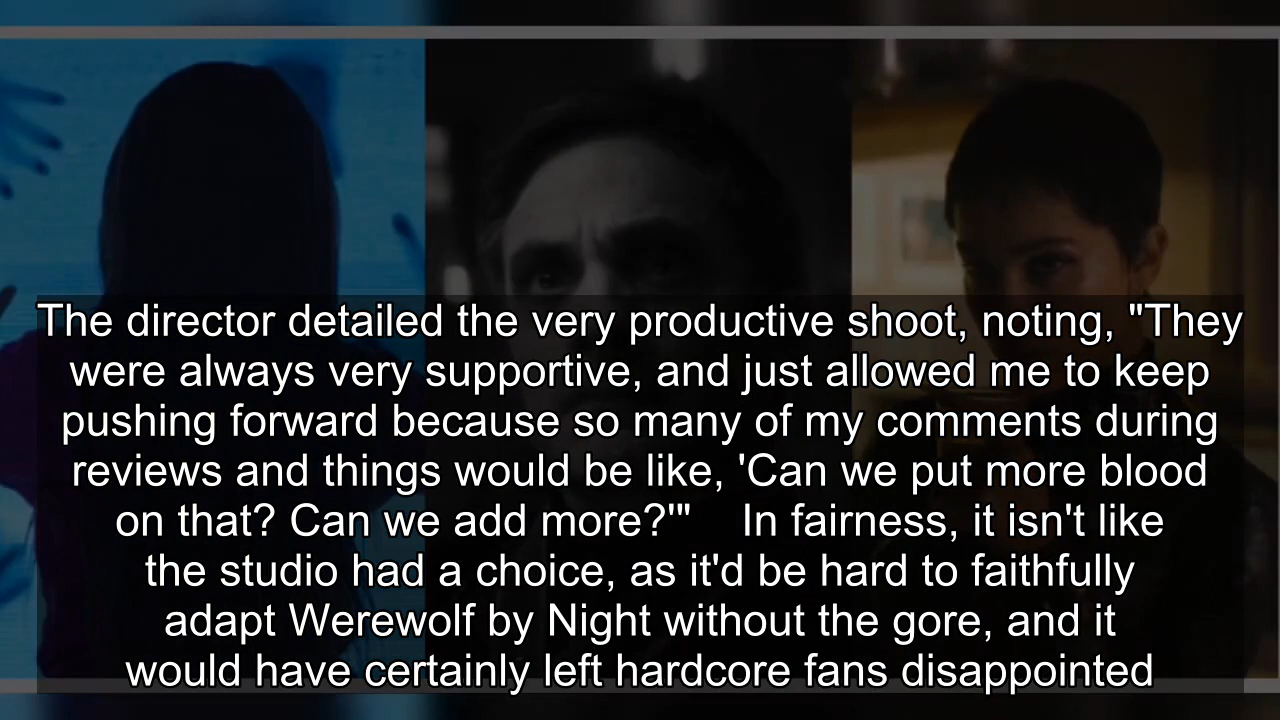 The director detailed the very productive shoot, noting, "They
were always very supportive, and just allowed me to keep
pushing forward because so many of my comments during
reviews and things would be like, 'Can we put more blood
on that? Can we add more?'" In fairness, it isn't like
the studio had a choice, as it'd be hard to faithfully
adapt Werewolf by Night without the gore, and it
would have certainly left hardcore fans disappointed